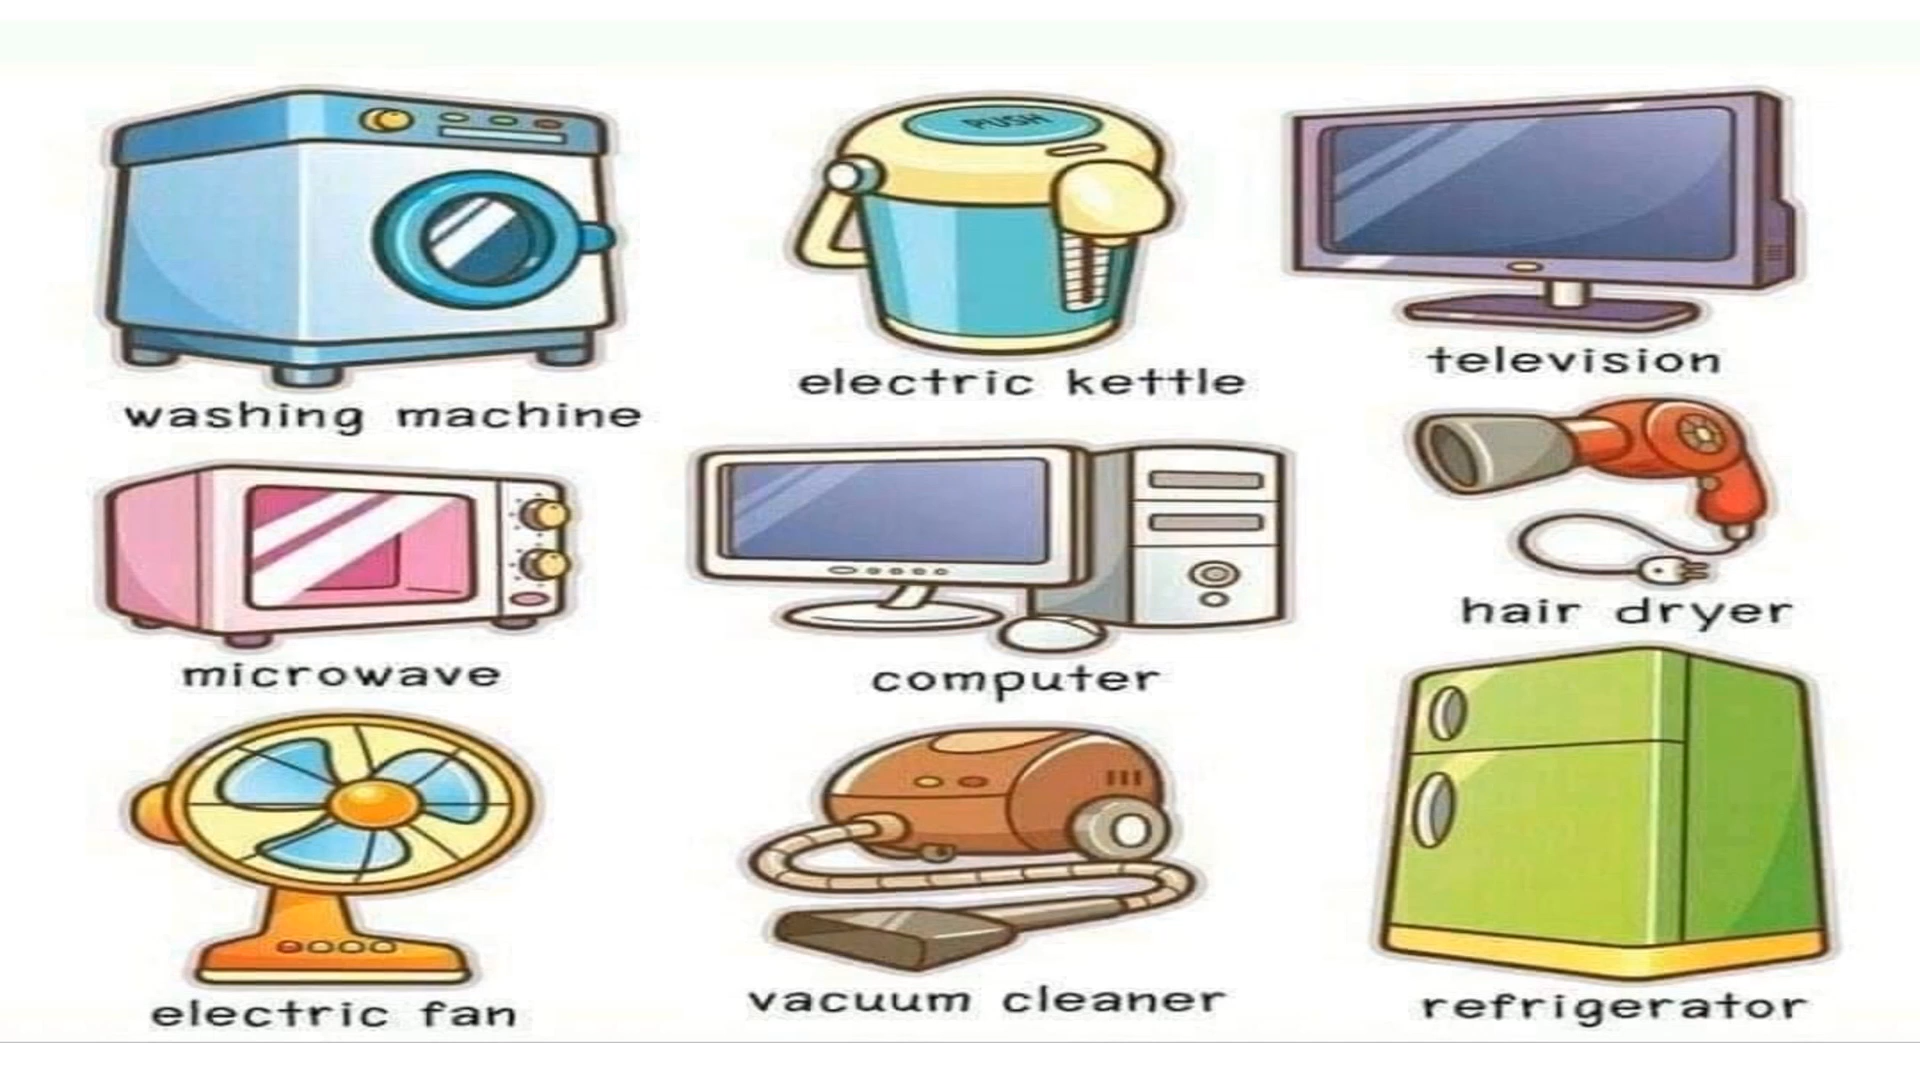 PUSH
washing machine
electric kettle
television
microwave
computer
hair dryer
electric fan
vacuum cleaner
refrigerator